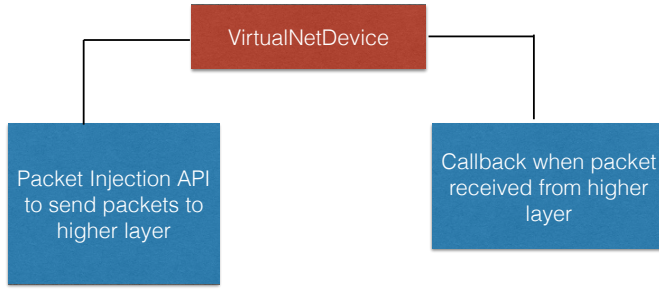 VirtualNetDevice
Packet Injection API
to send packets to
higher layer
Callback when packet
received from higher
layer